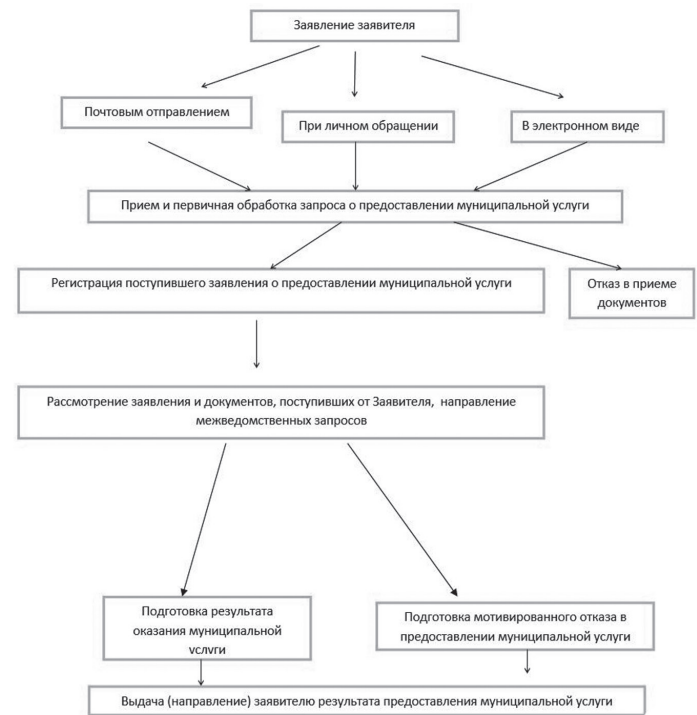 Заявление заявителя
Почтовым отправлением
При личном обращении
В электронном виде
Прием и первичная обработка запроса о предоставлении муниципальной услуги
Регистрация поступившего заявления о предоставлении муниципальной услуги
Отказ в приеме
документов
Рассмотрение заявления и документов, поступивших от Заявителя, направление
межведомственных запросов
Подготовка результата
оказания муниципальной
услуги
Подготовка мотивированного отказа в
предоставлении муниципальной услуги
Выдача (направление) заявителю результата предоставления муниципальной услуги